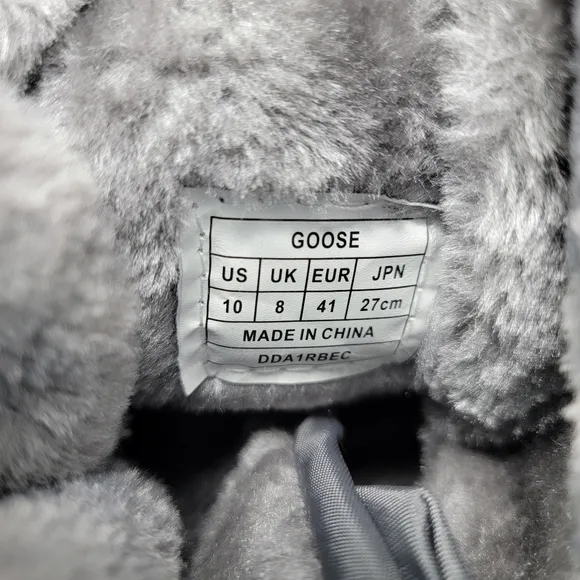 GOOSE
US UK EUR JPN
10 8 41 27cm
MADE IN CHINA
DDA1RBEC